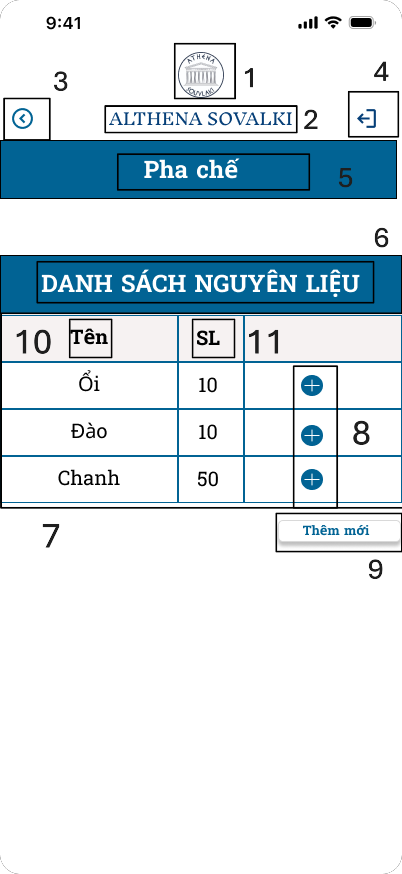 9:41
ATHENA
SOUVLAKI
1
3
4
ALTHENA SOVALKI
2
Pha chế
5
6
DANH SÁCH NGUYÊN LIỆU
10 Tên SL 11
Ổi 10
Đào 10
8
Chanh 50
7
Thêm mới
9